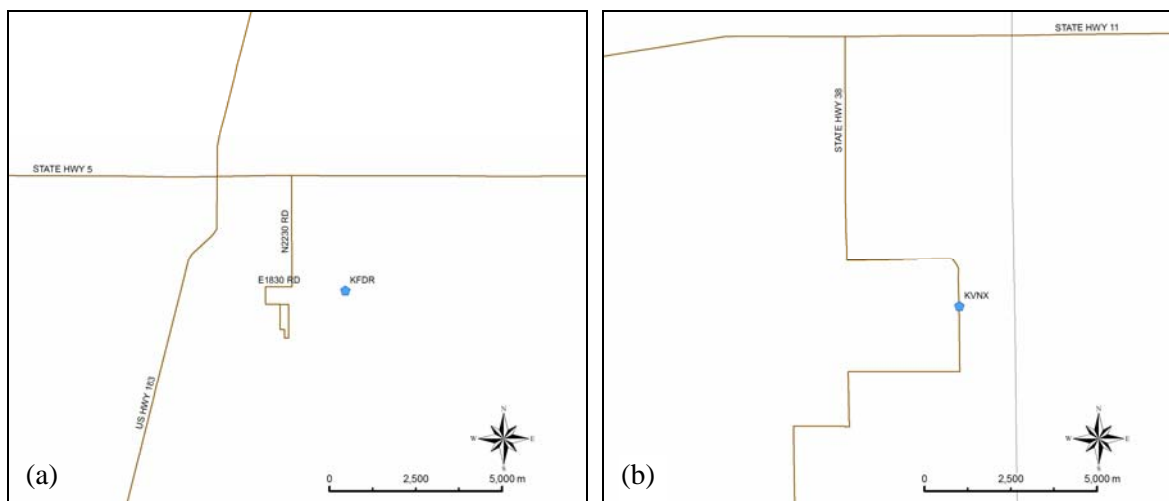 STATE HWY 5
N2230 RD
E1830 RD
KFDR
US HWY 183
N
W
E
S
0
2,500
5,000 m
(a)
STATE HWY 11
STATE HWY 38
KVNX
N
W
E
S
0
2,500
5,000 m
(b)